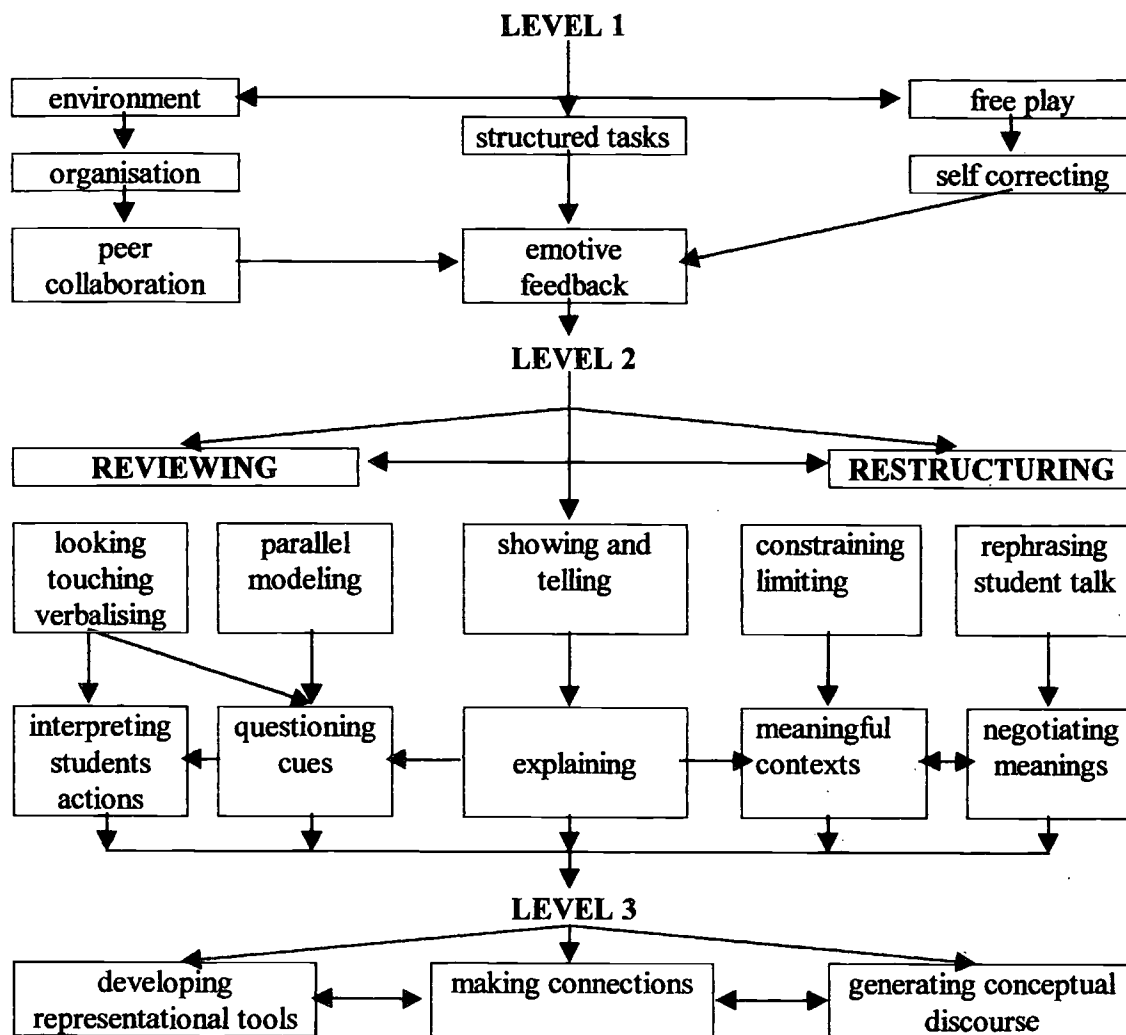 LEVEL 1
environment
free play
structured tasks
organisation
self correcting
peer
collaboration
emotive
feedback
LEVEL 2
REVIEWING
RESTRUCTURING
looking
touching
verbalising
parallel
modeling
showing and
telling
constraining
limiting
rephrasing
student talk
interpreting
students
actions
questioning
cues
explaining
meaningful
contexts
negotiating
meanings
LEVEL 3
developing
representational tools
making connections
generating conceptual
discourse